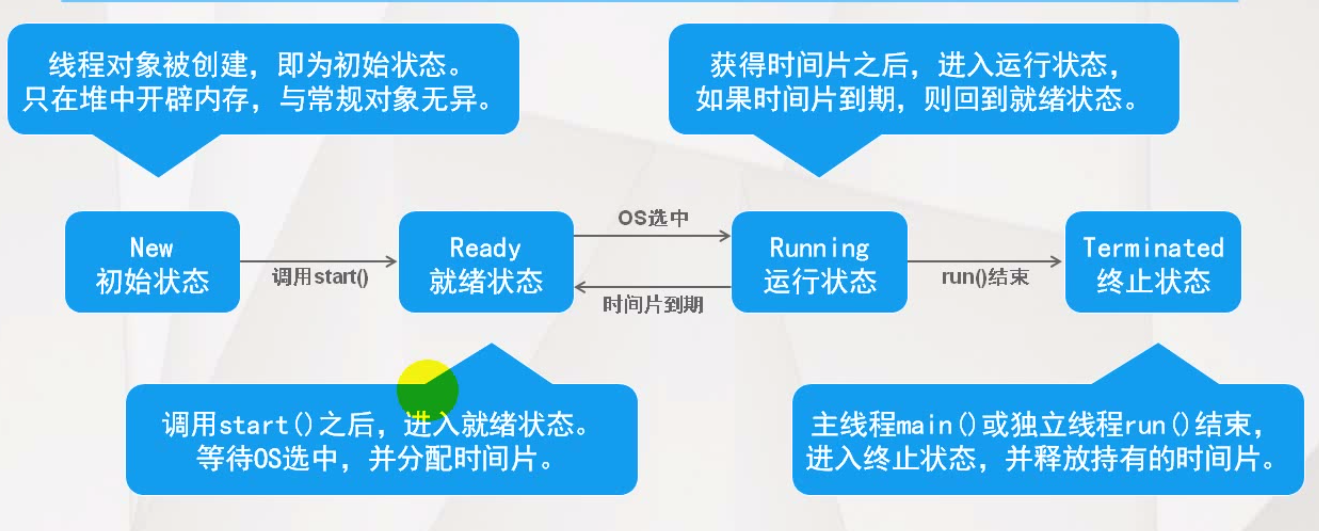 线程对象被创建，即为初始状态。
只在堆中开辟内存，与常规对象无异。
获得时间片之后，进入运行状态，
如果时间片到期，则回到就绪状态。
New
初始状态
调用start()
Ready
就绪状态
OS选中
时间片到期
Running
运行状态
run()结束
Terminated
终止状态
调用start()之后，进入就绪状态。
等待OS选中，并分配时间片。
主线程main()或独立线程run()结束，
进入终止状态，并释放持有的时间片。